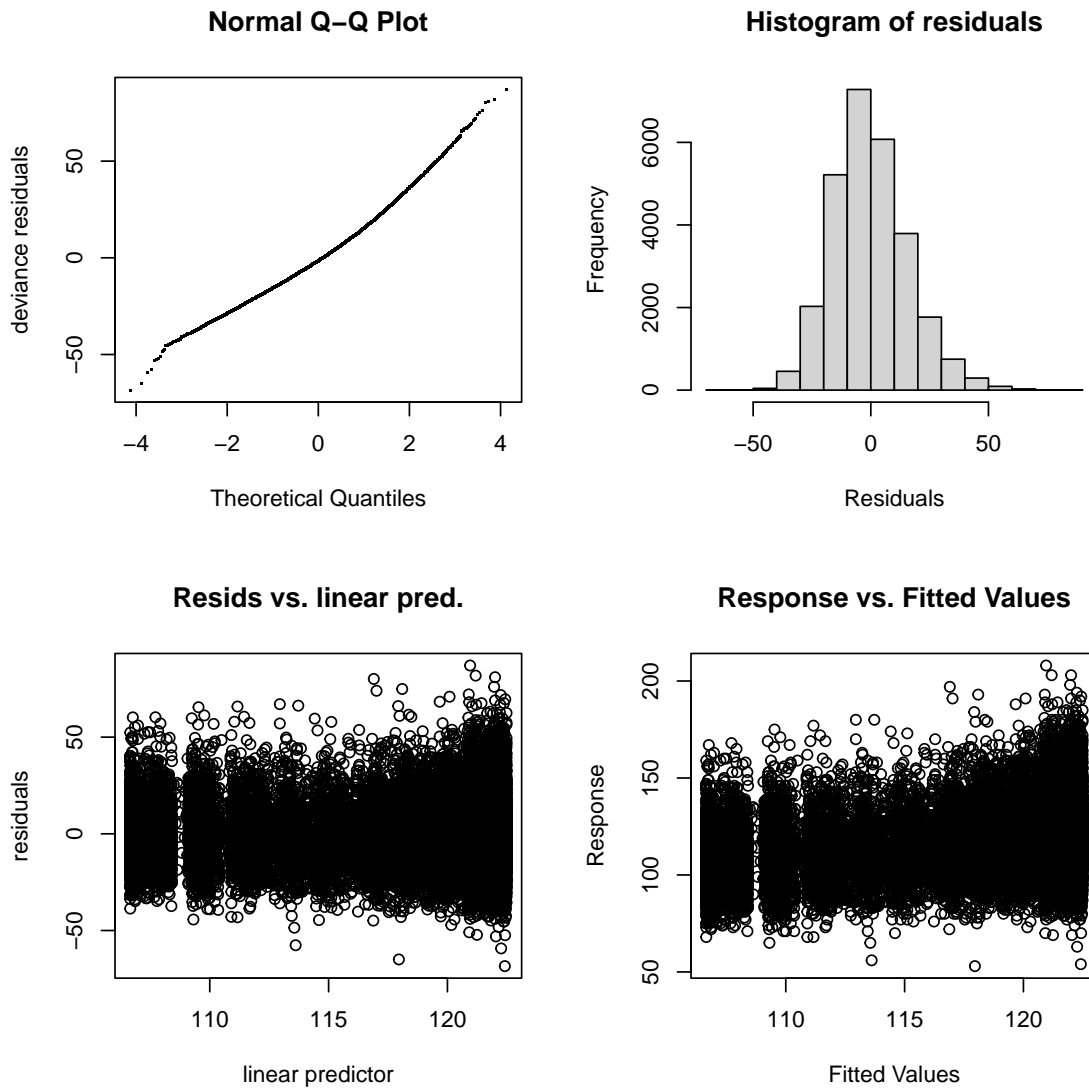 Normal Q−Q Plot
deviance residuals
50
0
−50
−4
−2
0
2
4
Theoretical Quantiles
Histogram of residuals
Frequency
6000
4000
2000
0
−50
0
50
Residuals
Resids vs. linear pred.
residuals
50
0
−50
110
115
120
linear predictor
Response vs. Fitted Values
Response
200
150
100
50
110
115
120
Fitted Values